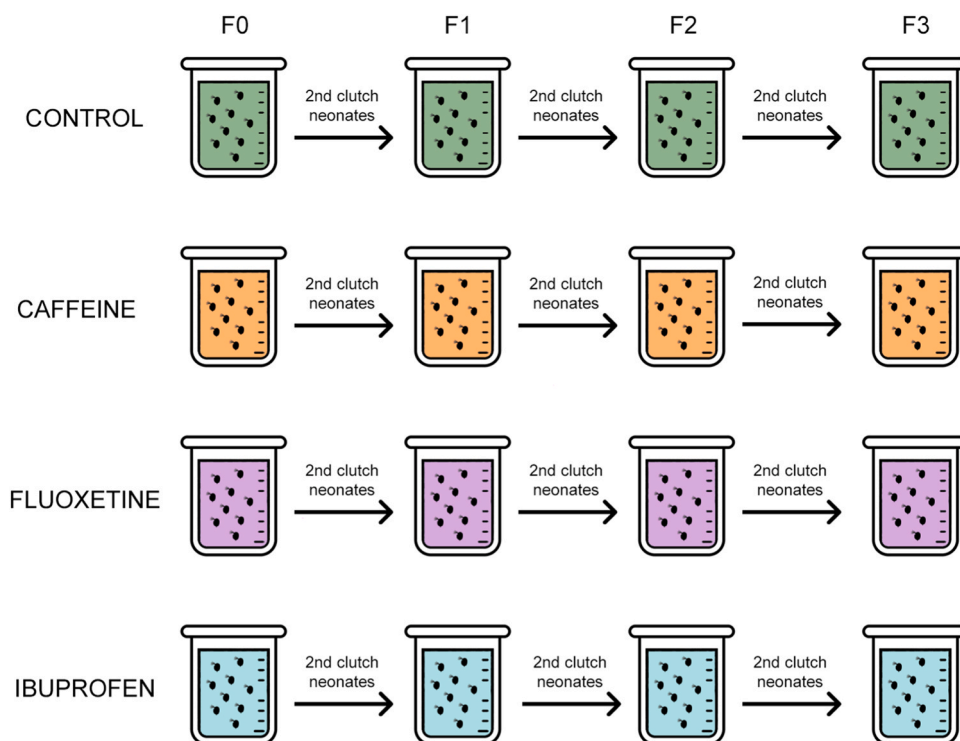 F0 F1 F2 F3
CONTROL
2nd clutch
neonates
2nd clutch
neonates
2nd clutch
neonates
CAFFEINE
2nd clutch
neonates
2nd clutch
neonates
2nd clutch
neonates
FLUOXETINE
2nd clutch
neonates
2nd clutch
neonates
2nd clutch
neonates
IBUPROFEN
2nd clutch
neonates
2nd clutch
neonates
2nd clutch
neonates